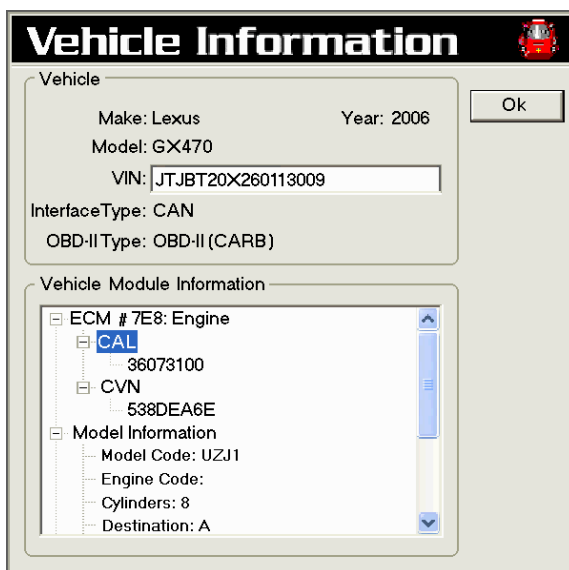 Vehicle Information
Vehicle
Make: Lexus Year: 2006
Ok
Model: GX470
VIN: JTJBT20X260113009
InterfaceType: CAN
OBD-II Type: OBD-II (CARB)
Vehicle Module Information
ECM # 7E8: Engine
CAL
36073100
CVN
538DEA6E
Model Information
Model Code: UZJ1
Engine Code:
Cylinders: 8
Destination: A